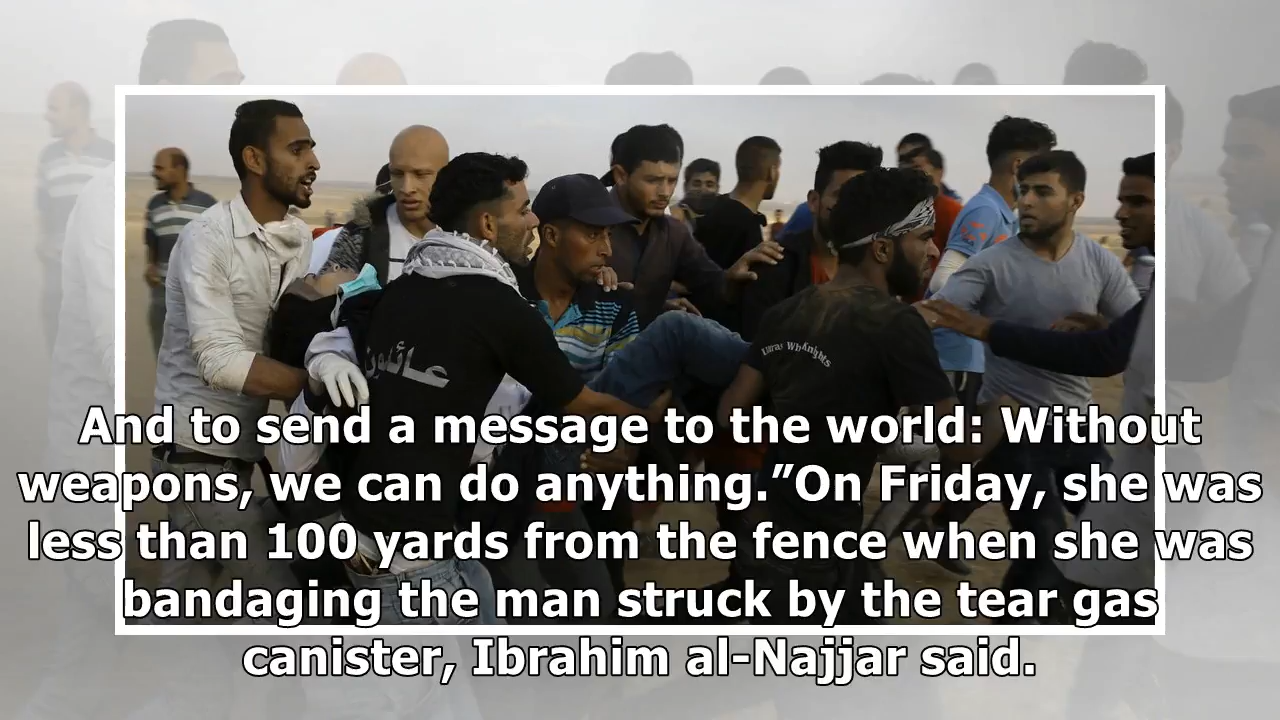 عائدون
And to send a message to the world: Without
weapons, we can do anything.”On Friday, she was
less than 100 yards from the fence when she was
bandaging the man struck by the tear gas
canister, Ibrahim al-Najjar said.